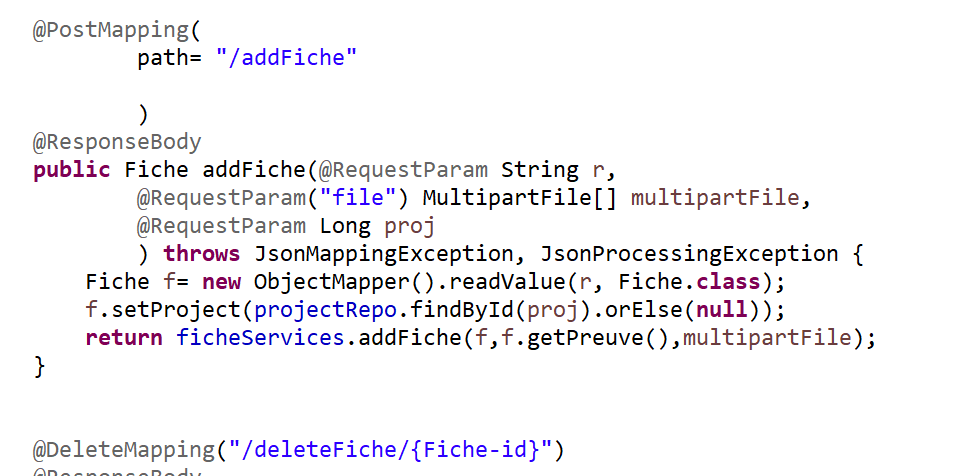 @PostMapping(
path= "/addFiche"
)
@ResponseBody
public Fiche addFiche(@RequestParam String r,
@RequestParam("file") MultipartFile[] multipartFile,
@RequestParam Long proj
) throws JsonMappingException, JsonProcessingException {
Fiche f= new ObjectMapper().readValue(r, Fiche.class);
f.setProject(projectRepo.findById(proj).orElse(null));
return ficheServices.addFiche(f,f.getPreuve(),multipartFile);
}
@DeleteMapping("/deleteFiche/{Fiche-id}")
@ResponseBody